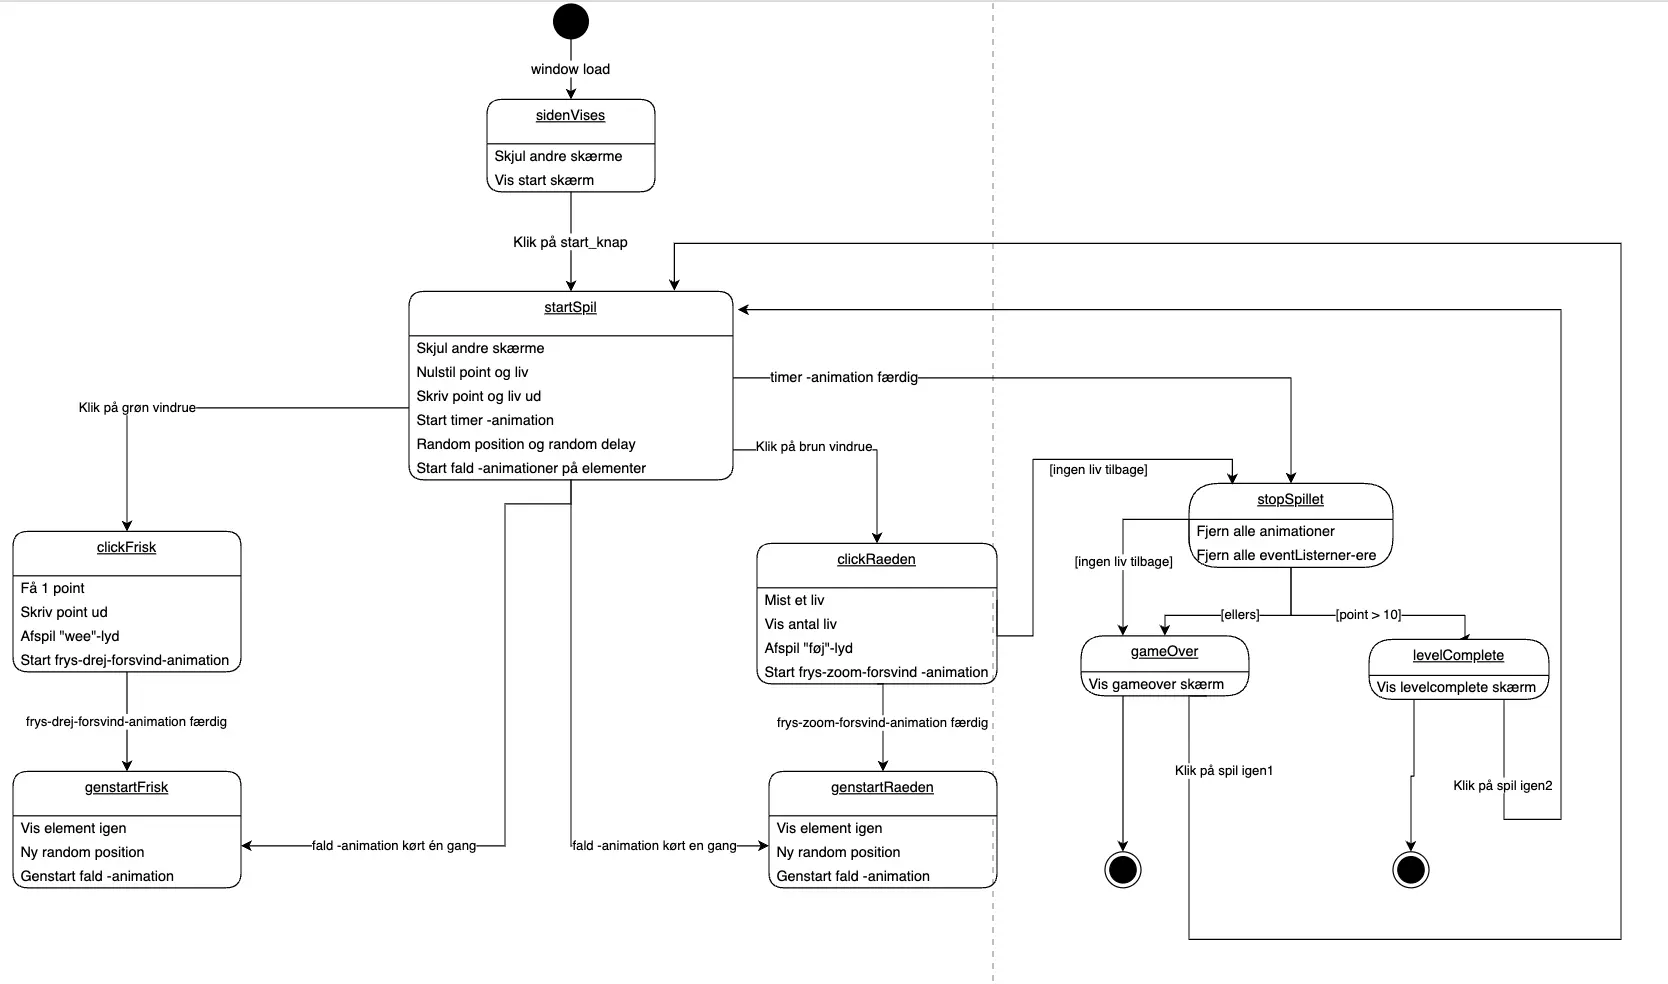 window load
sidenVises
Skjul andre skærme
Vis start skærm
Klik på start_knap
startSpil
Skjul andre skærme
Nulstil point og liv
Skriv point og liv ud
Start timer -animation
Random position og random delay
Start fald -animationer på elementer
timer -animation færdig
Klik på grøn vindrue
Klik på brun vindrue
[ingen liv tilbage]
stopSpillet
Fjern alle animationer
Fjern alle eventListerner-ere
clickFrisk
Få 1 point
Skriv point ud
Afspil "wee"-lyd
Start frys-drej-forsvind-animation
clickRaeden
Mist et liv
Vis antal liv
Afspil "føj"-lyd
Start frys-zoom-forsvind -animation
[ingen liv tilbage]
[ellers]
[point > 10]
gameOver
Vis gameover skærm
levelComplete
Vis levelcomplete skærm
frys-drej-forsvind-animation færdig
frys-zoom-forsvind-animation færdig
Klik på spil igen1
Klik på spil igen2
genstartFrisk
Vis element igen
Ny random position
Genstart fald -animation
fald -animation kørt én gang
fald -animation kørt en gang
genstartRaeden
Vis element igen
Ny random position
Genstart fald -animation